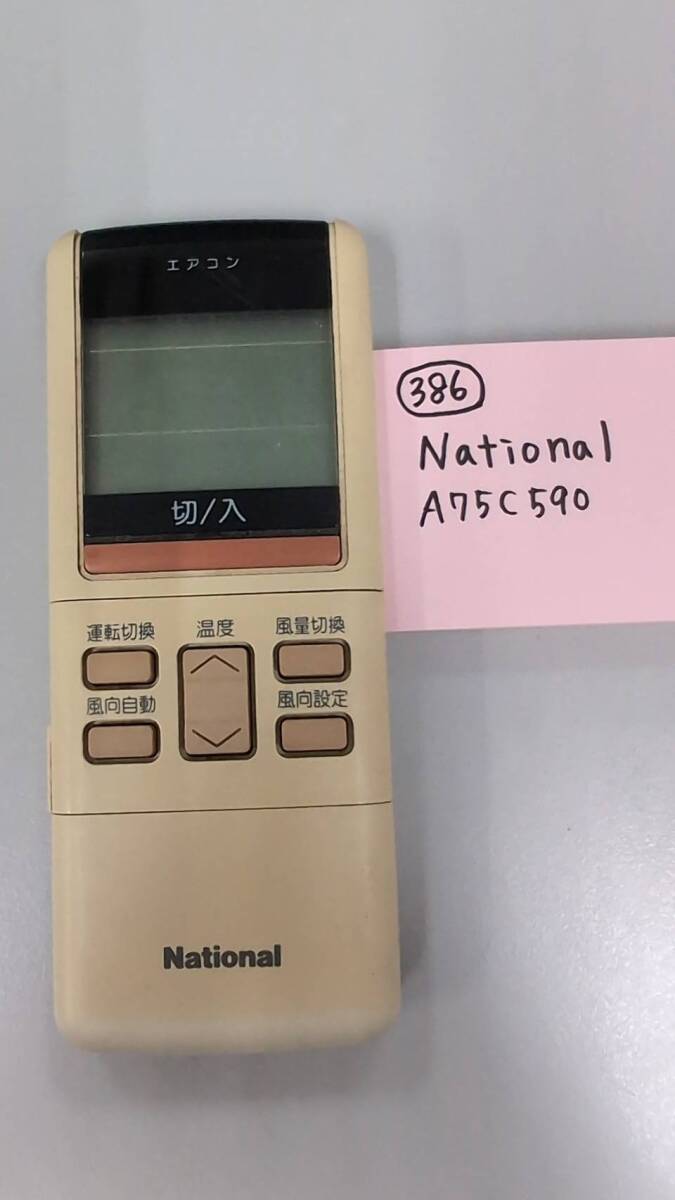 エアコン
切/入
運転切換 温度 風量切換
風向自動 風向設定
National
386
National
A75C590